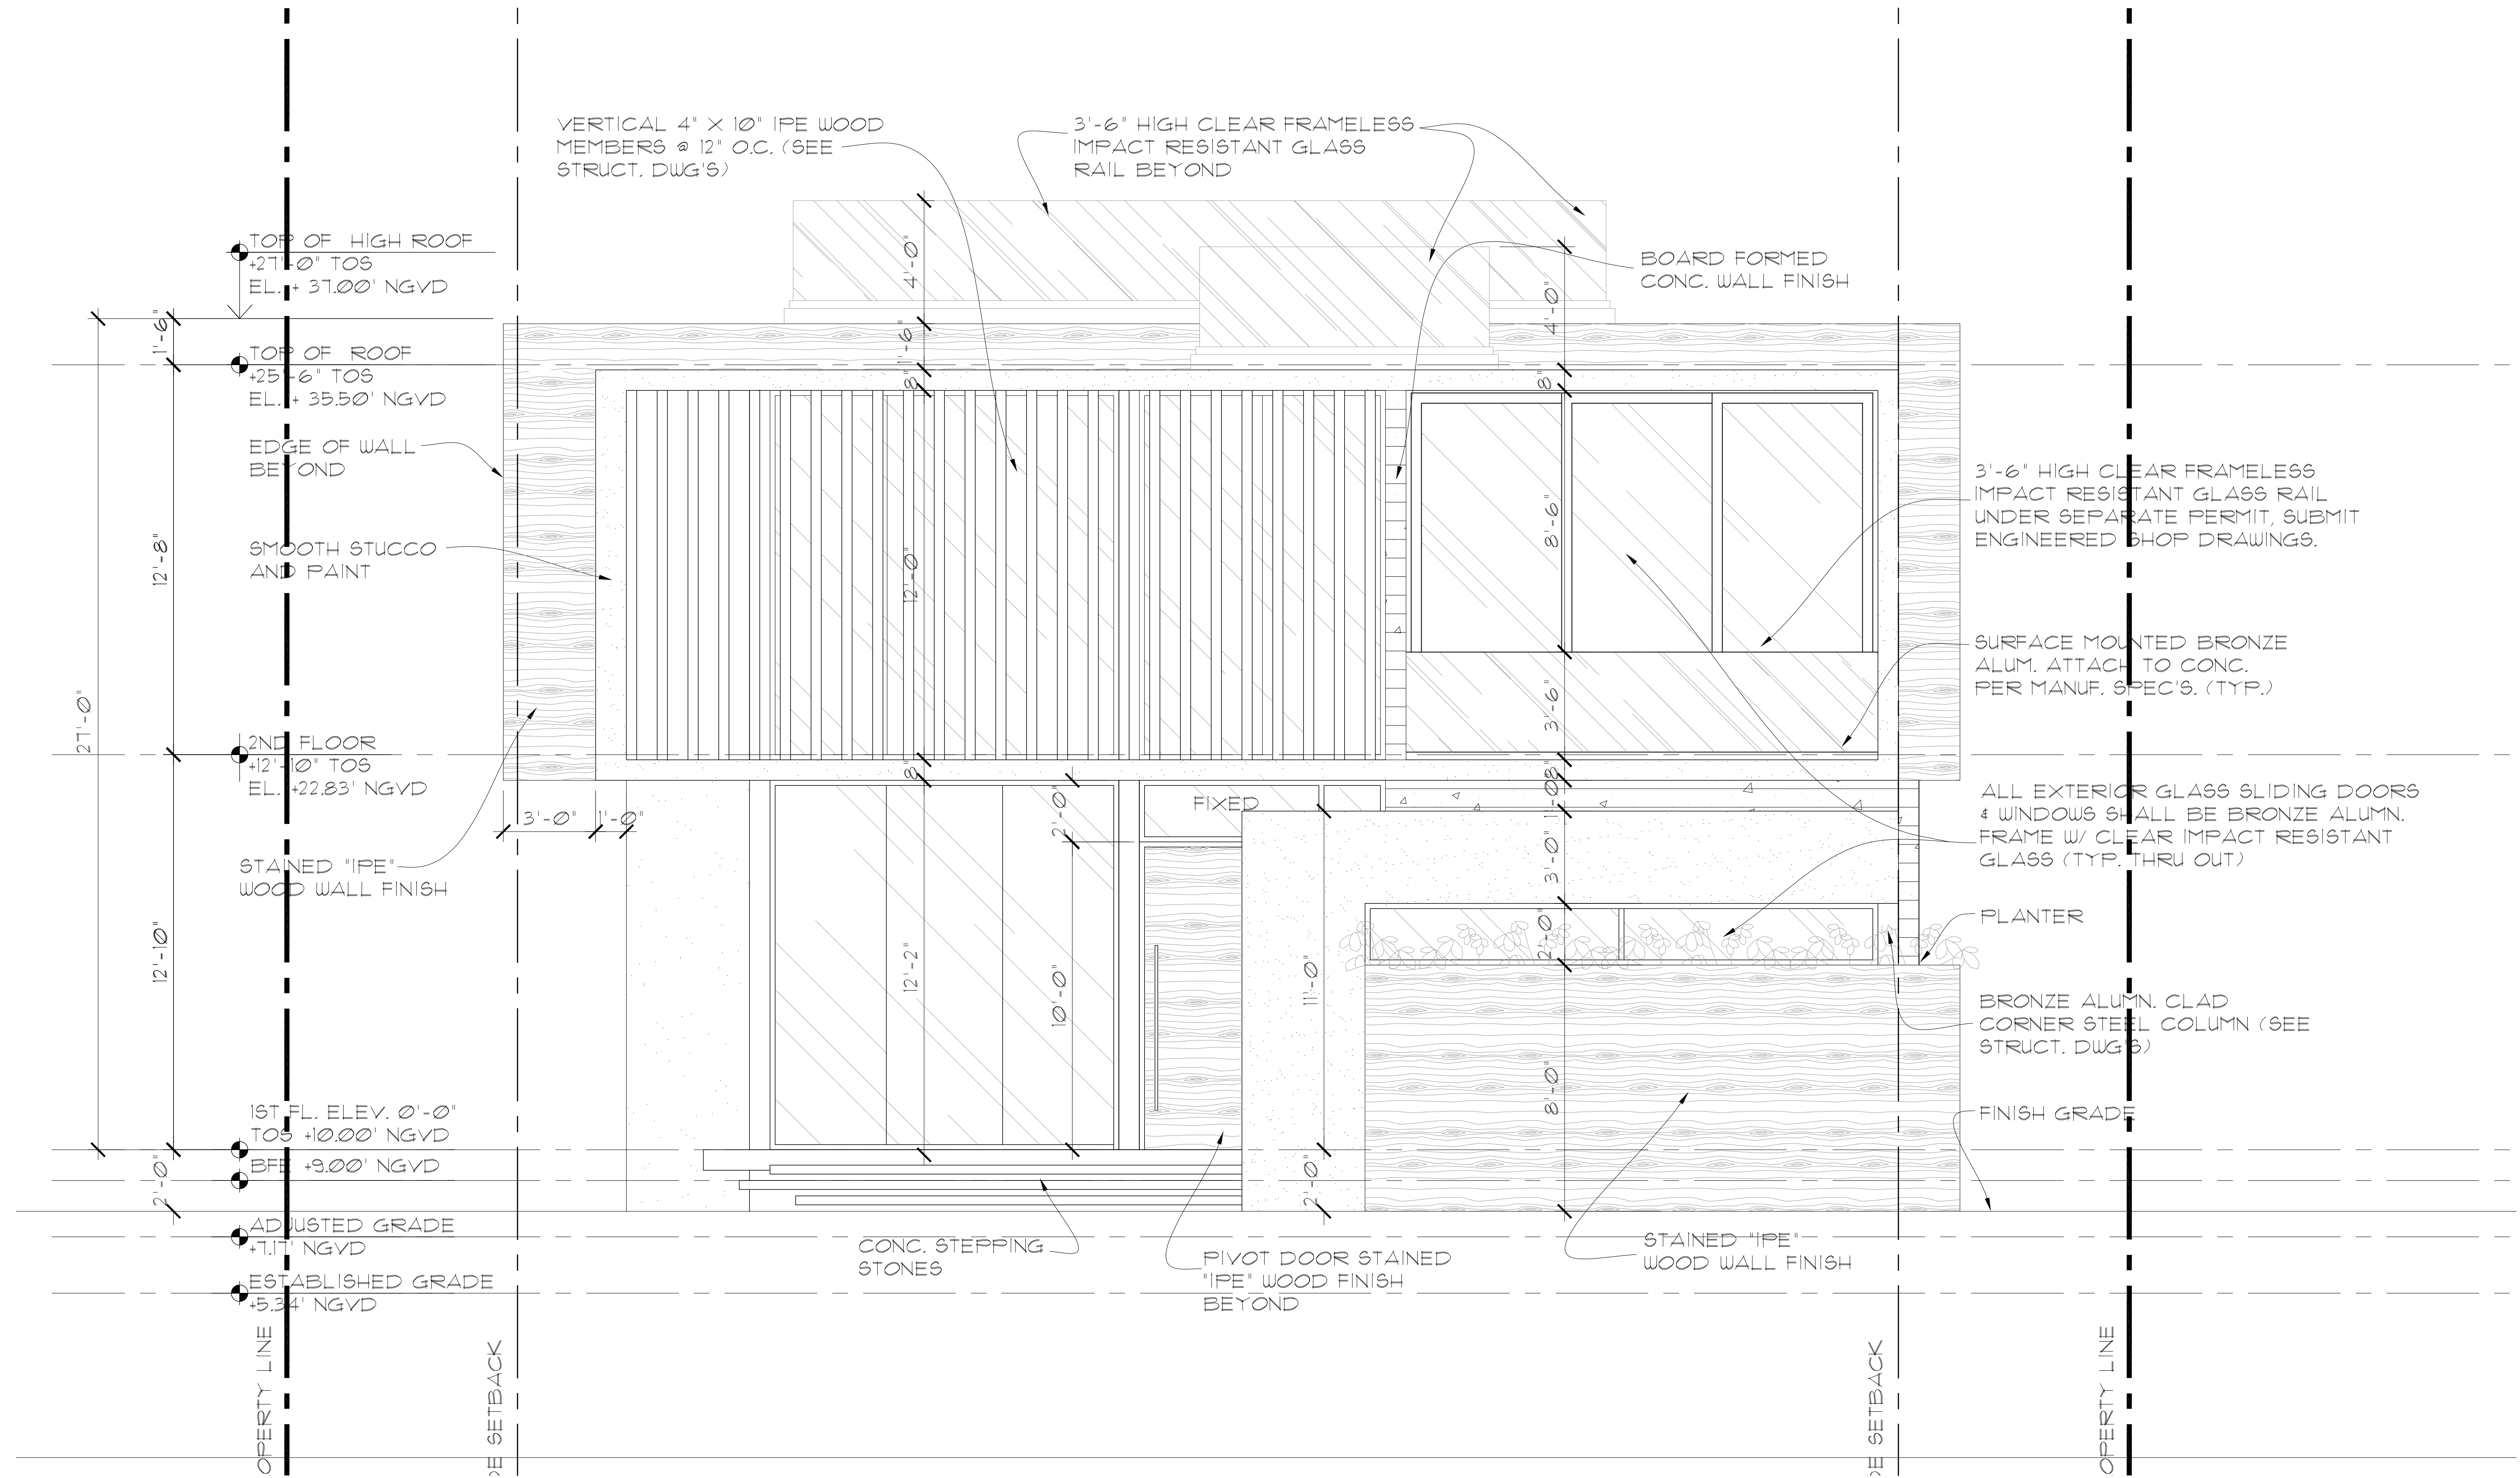 VERTICAL 4" X 10" IPE WOOD
MEMBERS @ 12" O.C. (SEE
STRUCT. DWG'S)
3'-6" HIGH CLEAR FRAMELESS
IMPACT RESISTANT GLASS
RAIL BEYOND
BOARD FORMED
CONC. WALL FINISH
TOP OF HIGH ROOF
+27'-0" TOS
EL. + 37.00' NGVD
TOP OF ROOF
+25'-6" TOS
EL. + 35.50' NGVD
EDGE OF WALL
BEYOND
SMOOTH STUCCO
AND PAINT
2ND FLOOR
+12'-10" TOS
EL. +22.83' NGVD
STAINED "IPE"
WOOD WALL FINISH
1ST FL. ELEV. 0'-0"
TOS +10.00' NGVD
BFE +9.00' NGVD
ADJUSTED GRADE
+7.17' NGVD
ESTABLISHED GRADE
+5.34' NGVD
27'-0"
1'-6"
12'-8"
12'-10"
2'-0"
3'-0"
1'-0"
4'-0"
1'-6"
8"
12'-0"
8"
12'-2"
2'-0"
10'-0"
FIXED
11'-0"
2'-0"
4'-0"
8"
8'-6"
3'-6"
8"
1'-0"
3'-0"
2'-0"
8'-0"
3'-6" HIGH CLEAR FRAMELESS
IMPACT RESISTANT GLASS RAIL
UNDER SEPARATE PERMIT, SUBMIT
ENGINEERED SHOP DRAWINGS.
SURFACE MOUNTED BRONZE
ALUM. ATTACH TO CONC.
PER MANUF. SPEC'S. (TYP.)
ALL EXTERIOR GLASS SLIDING DOORS
& WINDOWS SHALL BE BRONZE ALUMN.
FRAME W/ CLEAR IMPACT RESISTANT
GLASS (TYP. THRU OUT)
PLANTER
BRONZE ALUMN. CLAD
CORNER STEEL COLUMN (SEE
STRUCT. DWG'S)
FINISH GRADE
CONC. STEPPING
STONES
PIVOT DOOR STAINED
"IPE" WOOD FINISH
BEYOND
STAINED "IPE"
WOOD WALL FINISH
OPERTY LINE
DE SETBACK
DE SETBACK
OPERTY LINE